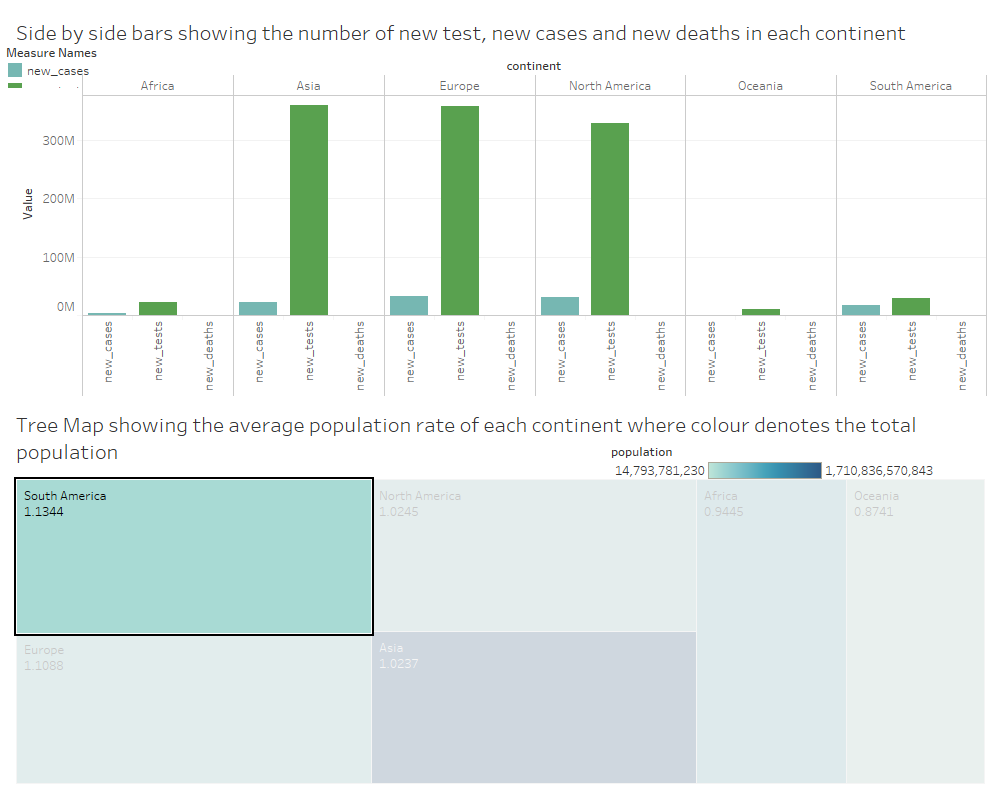 Side by side bars showing the number of new test, new cases and new deaths in each continent
Measure Names
new_cases
continent
Africa Asia Europe North America Oceania South America
300M
200M
100M
0M
Value
new_cases new_tests new_deaths new_cases new_tests new_deaths new_cases new_tests new_deaths new_cases new_tests new_deaths new_cases new_tests new_deaths new_cases new_tests new_deaths
Tree Map showing the average population rate of each continent where colour denotes the total
population
population
14,793,781,230 1,710,836,570,843
South America
1.1344
North America
1.0245
Africa
0.9445
Oceania
0.8741
Europe
1.1088
Asia
1.0237